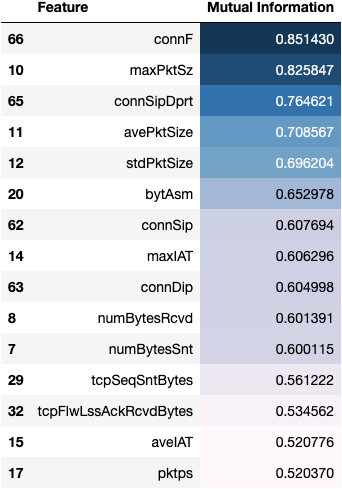 Feature Mutual Information
66 connF 0.851430
10 maxPktSz 0.825847
65 connSipDprt 0.764621
11 avePktSize 0.708567
12 stdPktSize 0.696204
20 bytAsm 0.652978
62 connSip 0.607694
14 maxIAT 0.606296
63 connDip 0.604998
8 numBytesRcvd 0.601391
7 numBytesSnt 0.600115
29 tcpSeqSntBytes 0.561222
32 tcpFlwLssAckRcvdBytes 0.534562
15 aveIAT 0.520776
17 pktps 0.520370